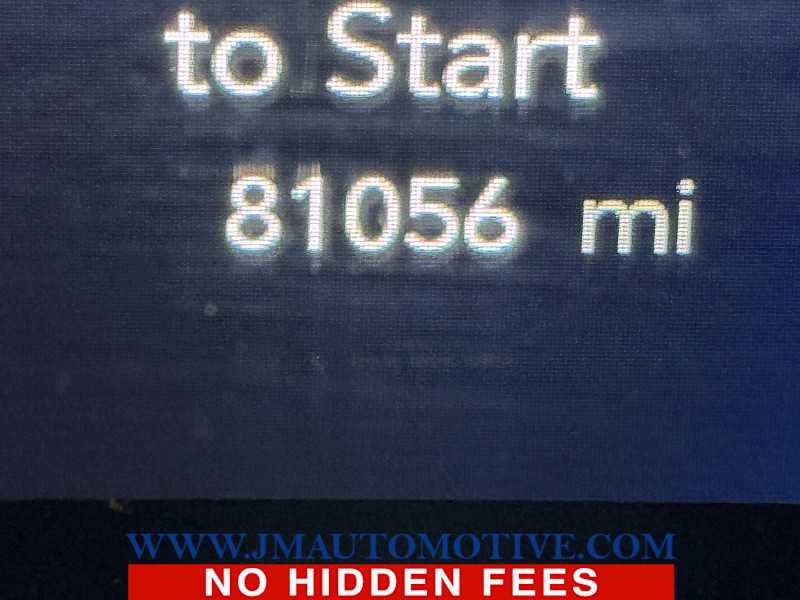 to Start
81056 mi
WWW.JMAUTOMOTIVE.COM
NO HIDDEN FEES